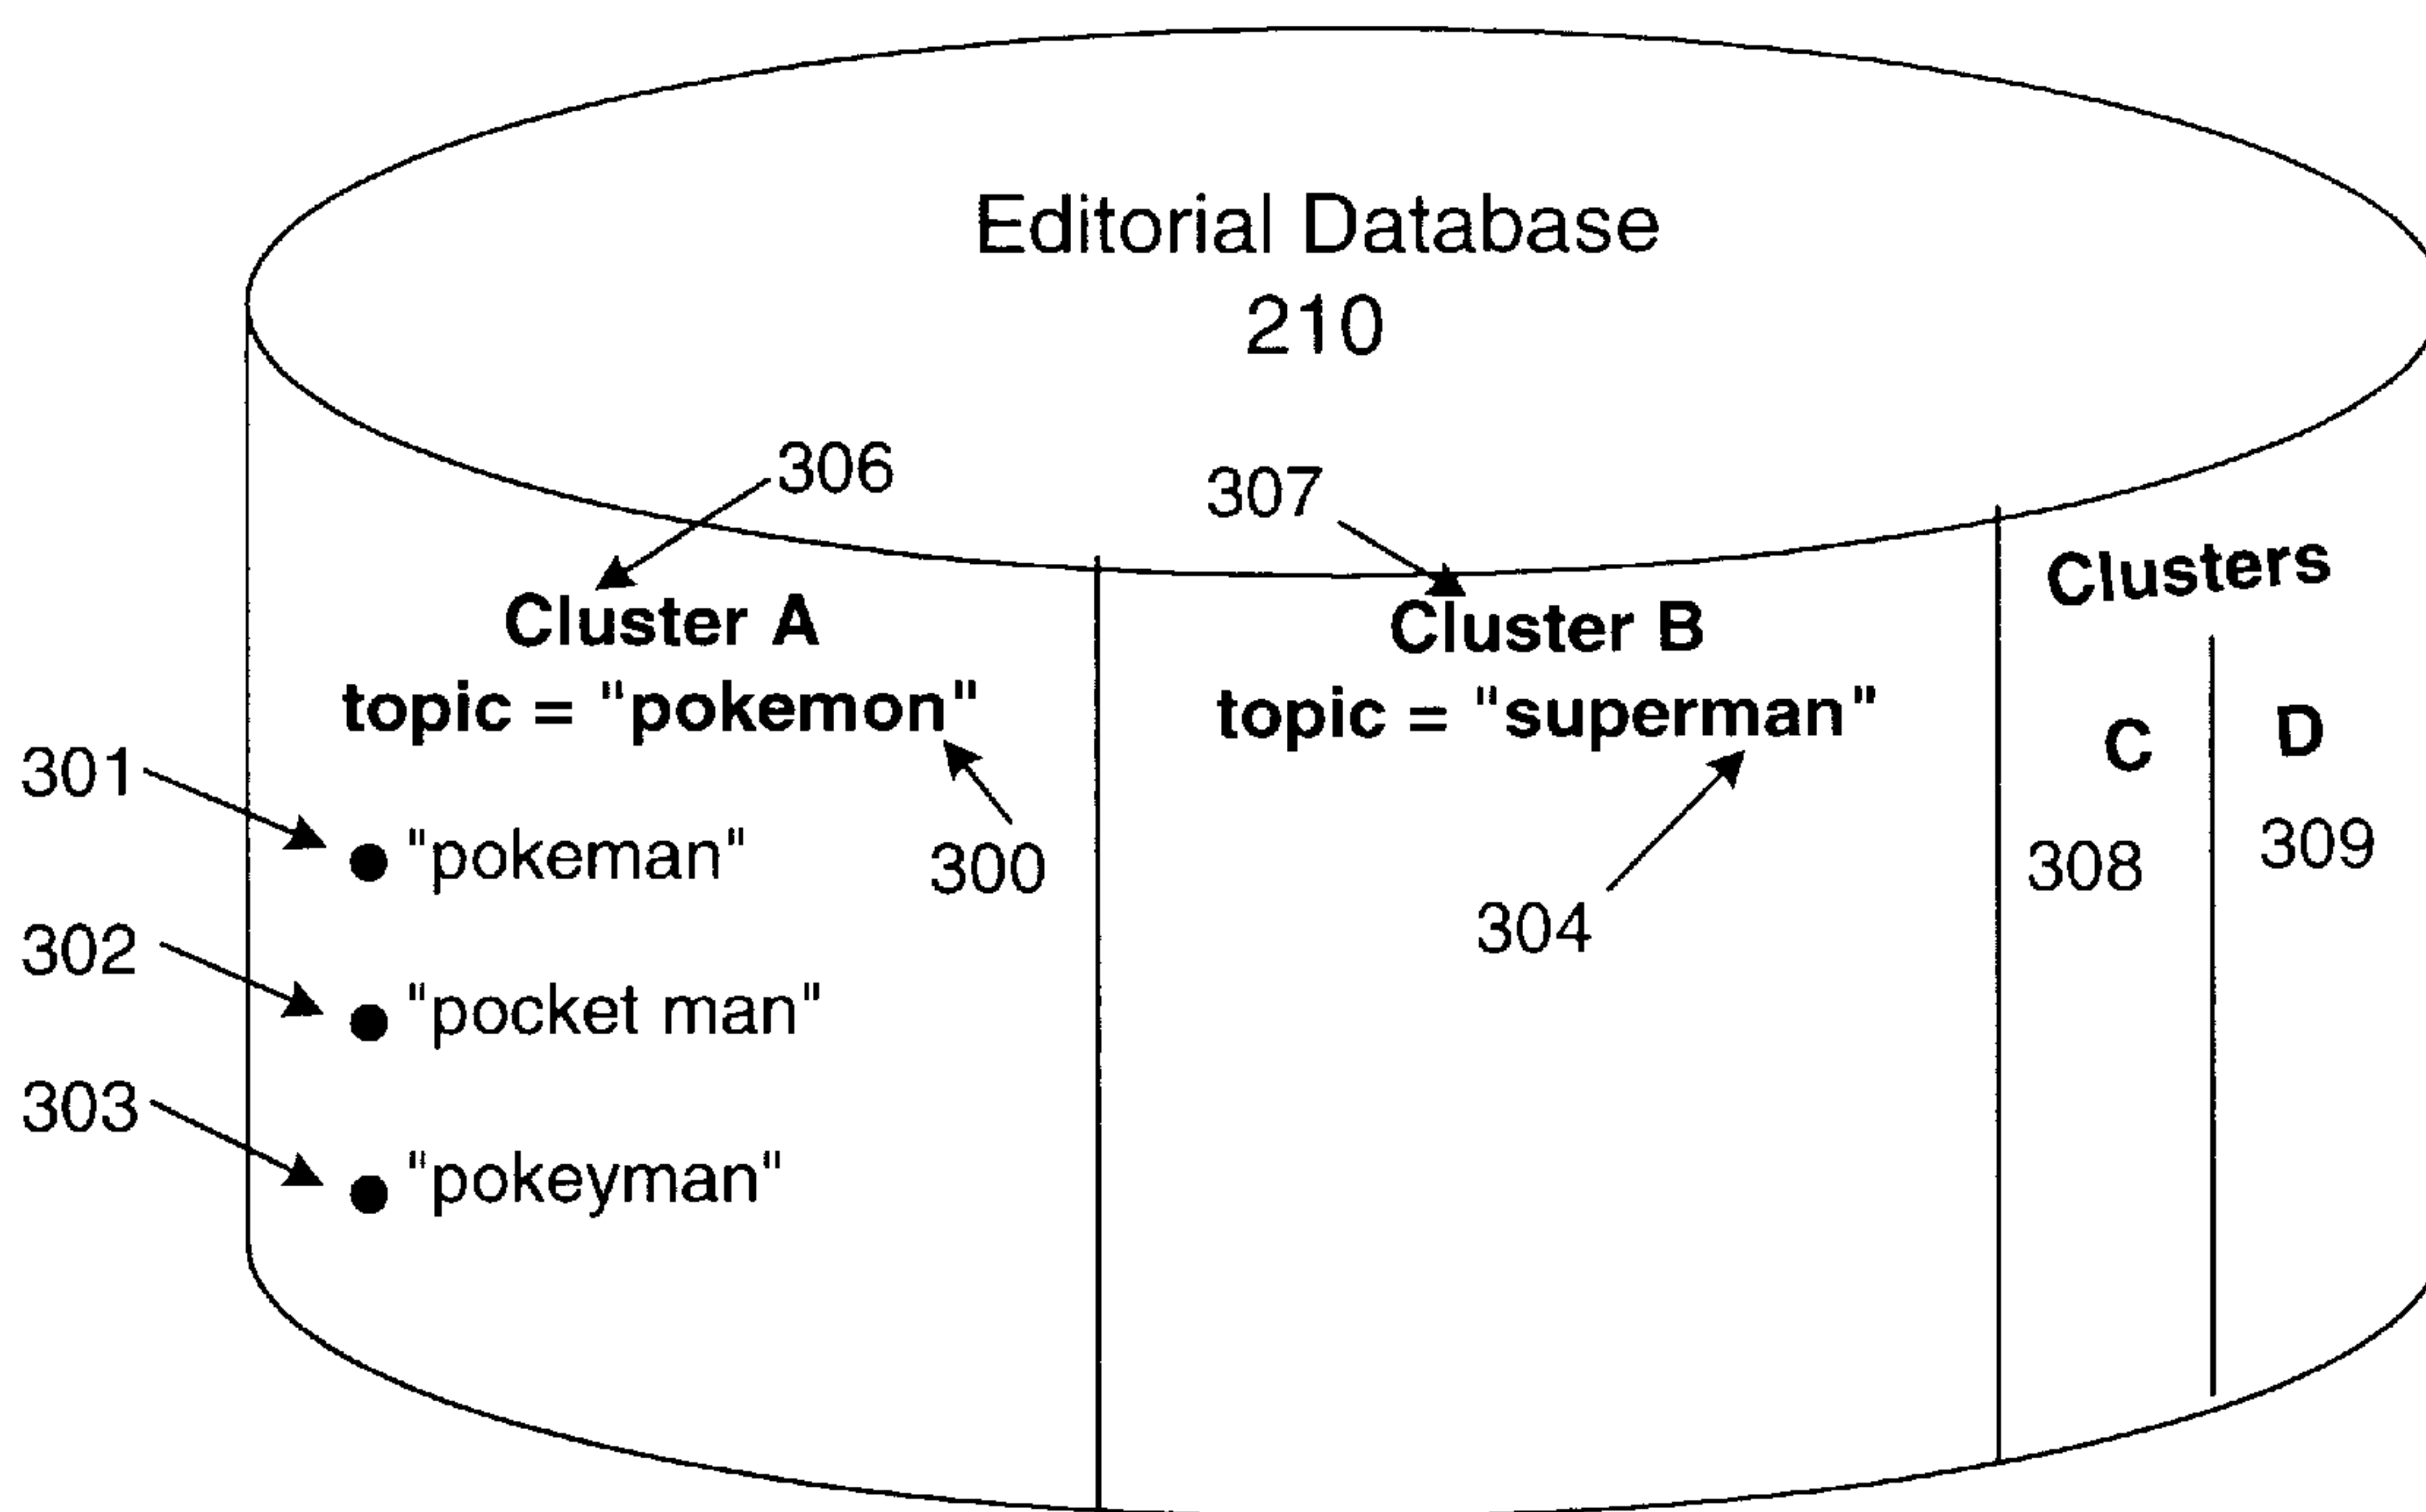 Editorial Database
210
306
307
Clusters
Cluster A
Cluster B
topic = "pokemon"
topic = "superman"
C
D
301
"pokeman"
300
308
309
304
302
"pocket man"
303
"pokeyman"